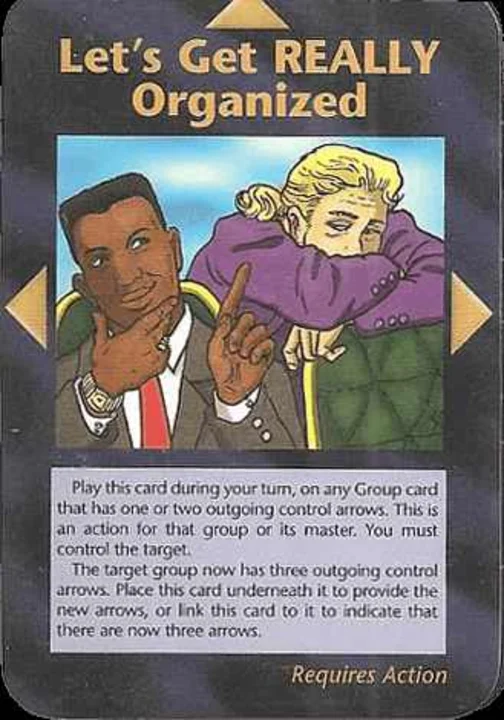 Let's Get REALLY
Organized
Play this card during your turn, on any Group card
that has one or two outgoing control arrows. This is
an action for that group or its master. You must
control the target.
The target group now has three outgoing control
arrows. Place this card underneath it to provide the
new arrows, or link this card to it to indicate that
there are now three arrows.
Requires Action